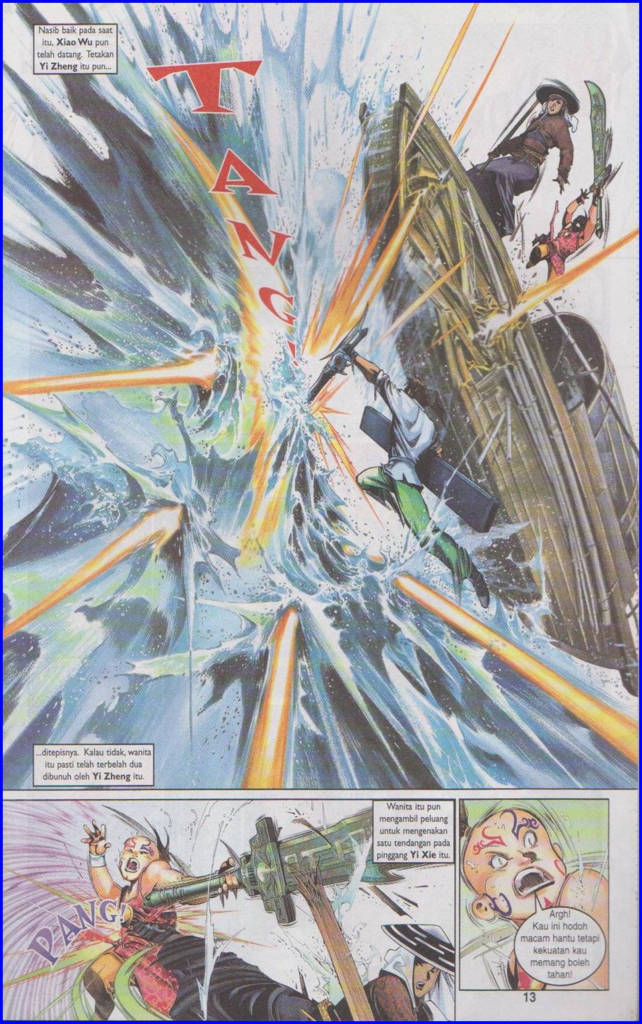 Nasib baik pada saat
itu, Xiao Wu pun
telah datang. Tetakan
Yi Zheng itu pun...
TANG!
...ditepisnya. Kalau tidak, wanita
itu pasti telah terbelah dua
dibunuh oleh Yi Zheng itu.
Wanita itu pun
mengambil peluang
untuk mengenakan
satu tendangan pada
pinggang Yi Xie itu.
PANG!
Argh!
Kau ini hodoh
macam hantu tetapi
kekuatan kau
memang boleh
tahan!
13